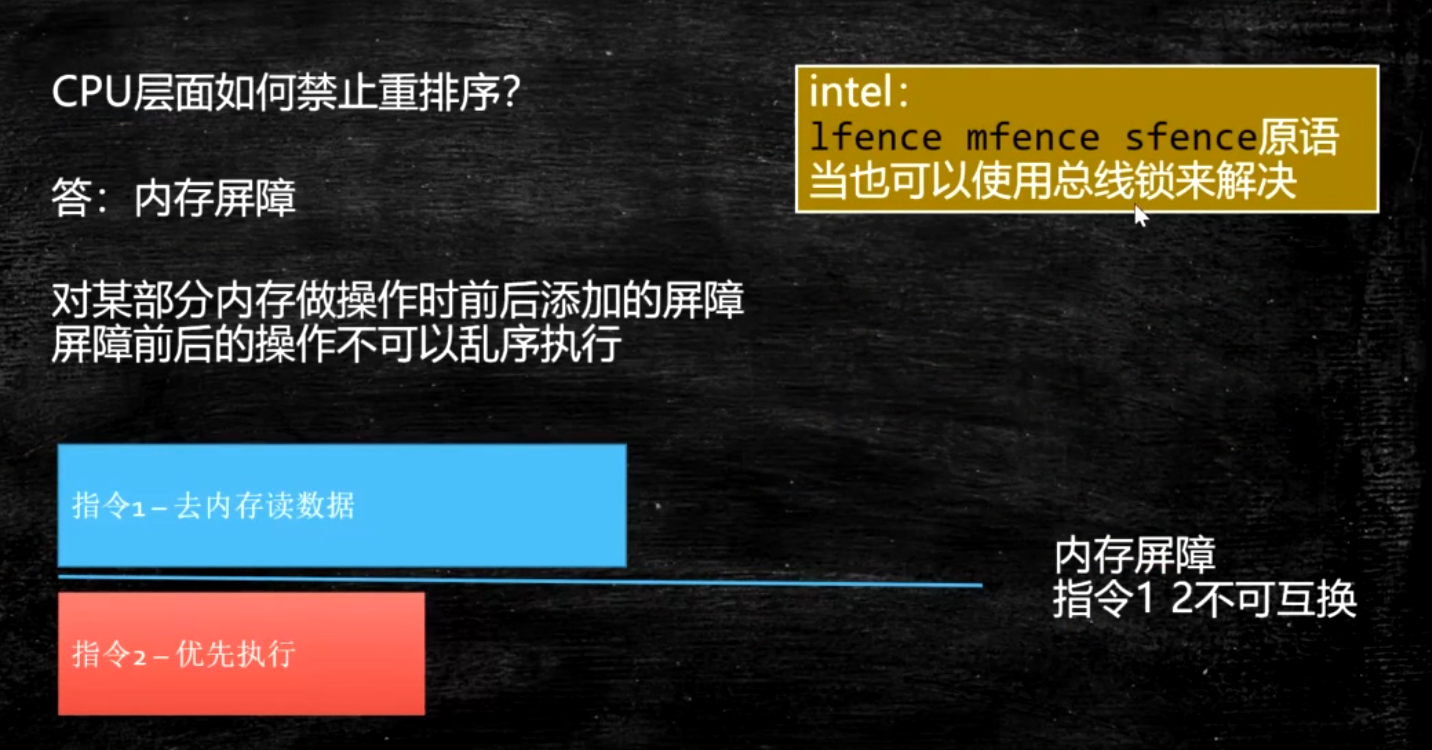 CPU层面如何禁止重排序？
答：内存屏障
对某部分内存做操作时前后添加的屏障
屏障前后的操作不可以乱序执行
intel：
lfence mfence sfence原语
当也可以使用总线锁来解决
指令1 – 去内存读数据
指令2 – 优先执行
内存屏障
指令1 2不可互换